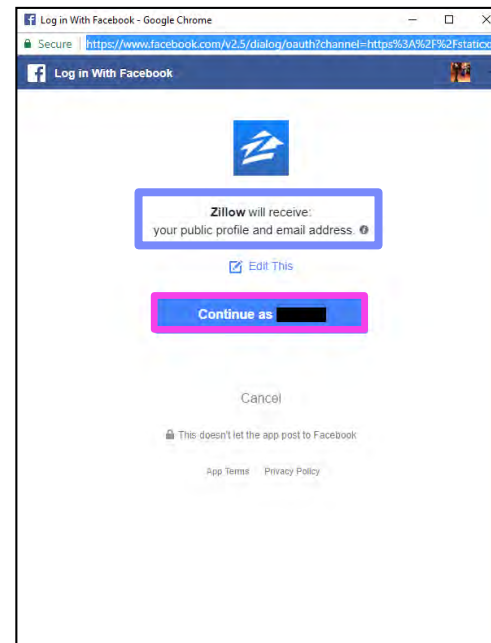 Log in With Facebook - Google Chrome
Secure https://www.facebook.com/v2.5/dialog/oauth?channel=https%3A%2F%2Fstaticx
Log in With Facebook
Zillow will receive:
your public profile and email address.
Edit This
Continue as
Cancel
This doesn't let the app post to Facebook
App Terms Privacy Policy